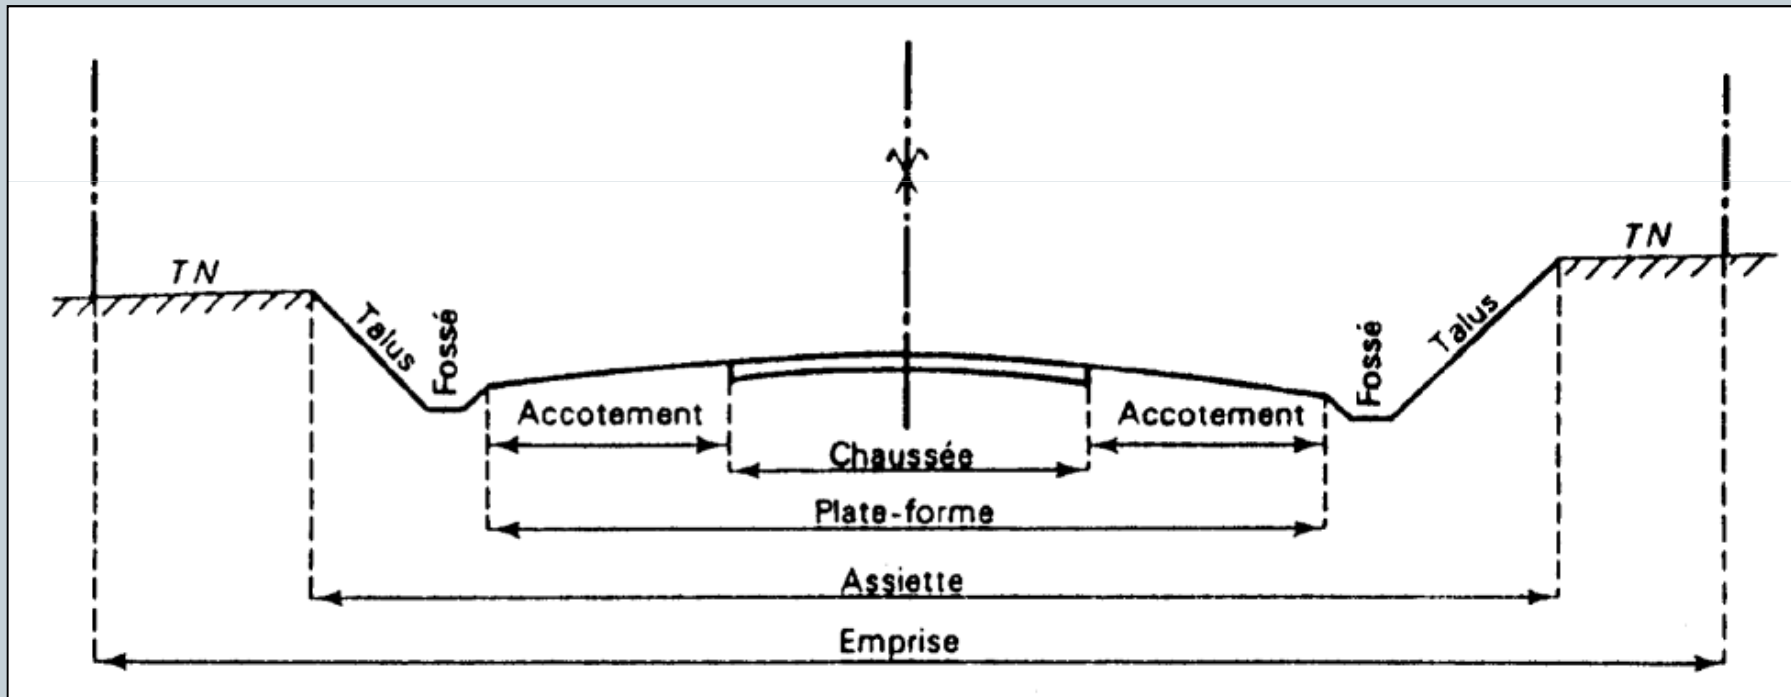 TN
TN
Talus
Fossé
Fossé
Talus
Accotement
Accotement
Chaussée
Plate-forme
Assiette
Emprise